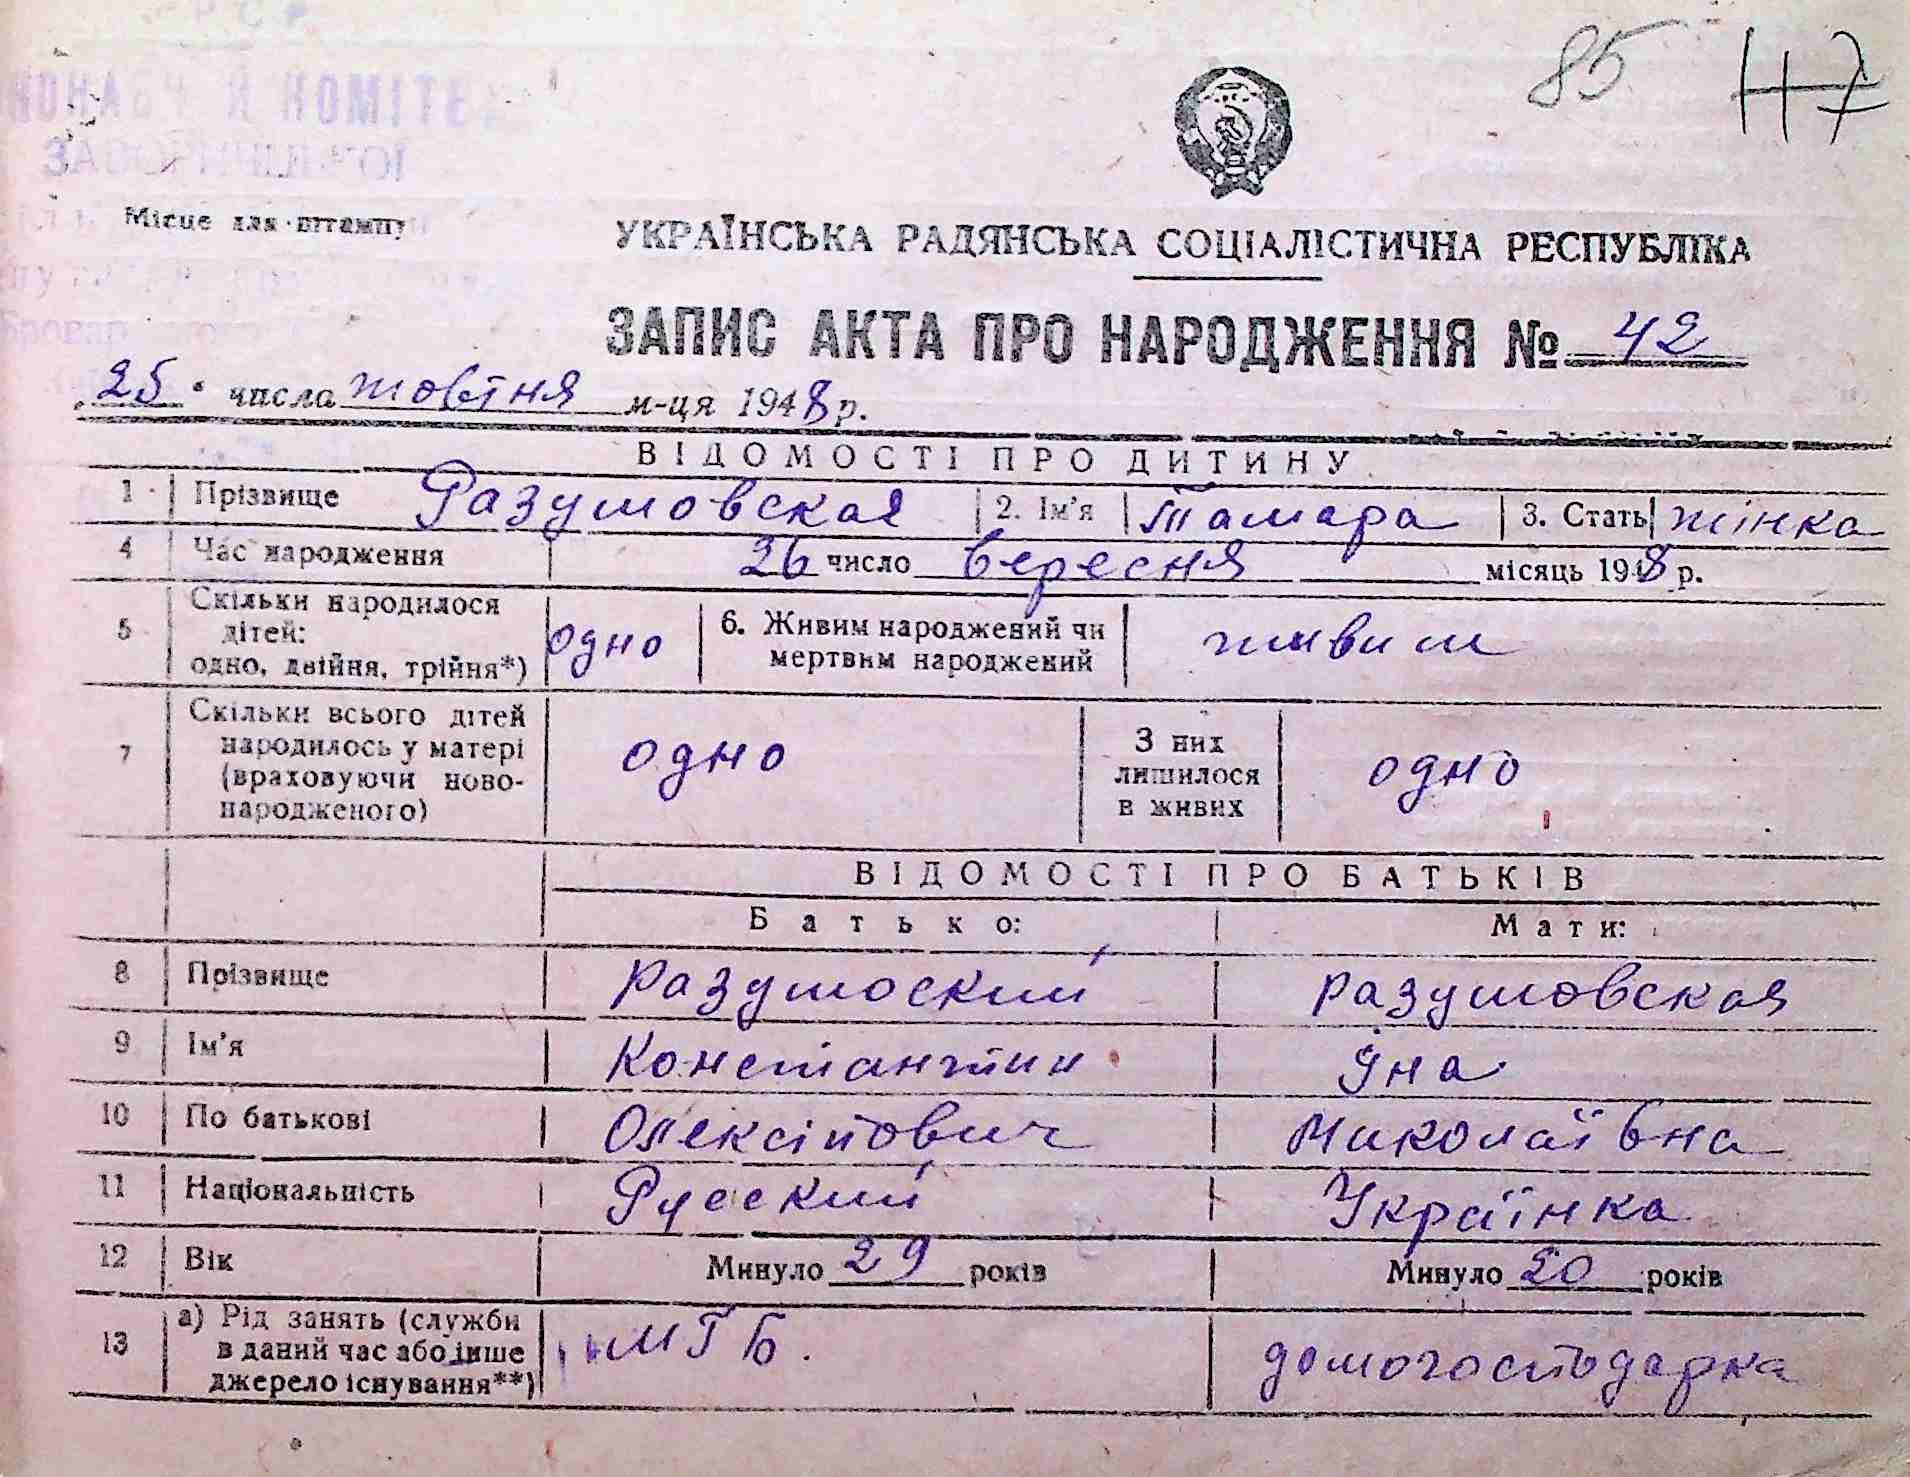 85 117
КОМІТЕ
Місце для штампу
УКРАЇНСЬКА РАДЯНСЬКА СОЦІАЛІСТИЧНА РЕСПУБЛІКА
ЗАПИС АКТА ПРО НАРОДЖЕННЯ № 42
25 числа жовтня м-ця 1948 р.
ВІДОМОСТІ ПРО ДИТИНУ
1 Прізвище Разумовская 2. Ім'я Тамара 3. Стать жінка
4 Час народження 26 число вересня місяць 1948 р.
5 Скільки народилося дітей: одно, двійня, трійня*) одно 6. Живим народжений чи мертвим народжений живим
7 Скільки всього дітей народилось у матері (враховуючи ново-народженого) одно З них лишилося в живих одно
ВІДОМОСТІ ПРО БАТЬКІВ
Батько: Мати:
8 Прізвище Разумоский Разумовская
9 Ім'я Константин Іна
10 По батькові Олексійович Миколаївна
11 Національність Русский Українка
12 Вік Минуло 29 років Минуло 20 років
13 а) Рід занять (служби в даний час або інше джерело існування**) МГБ. домогосподарка